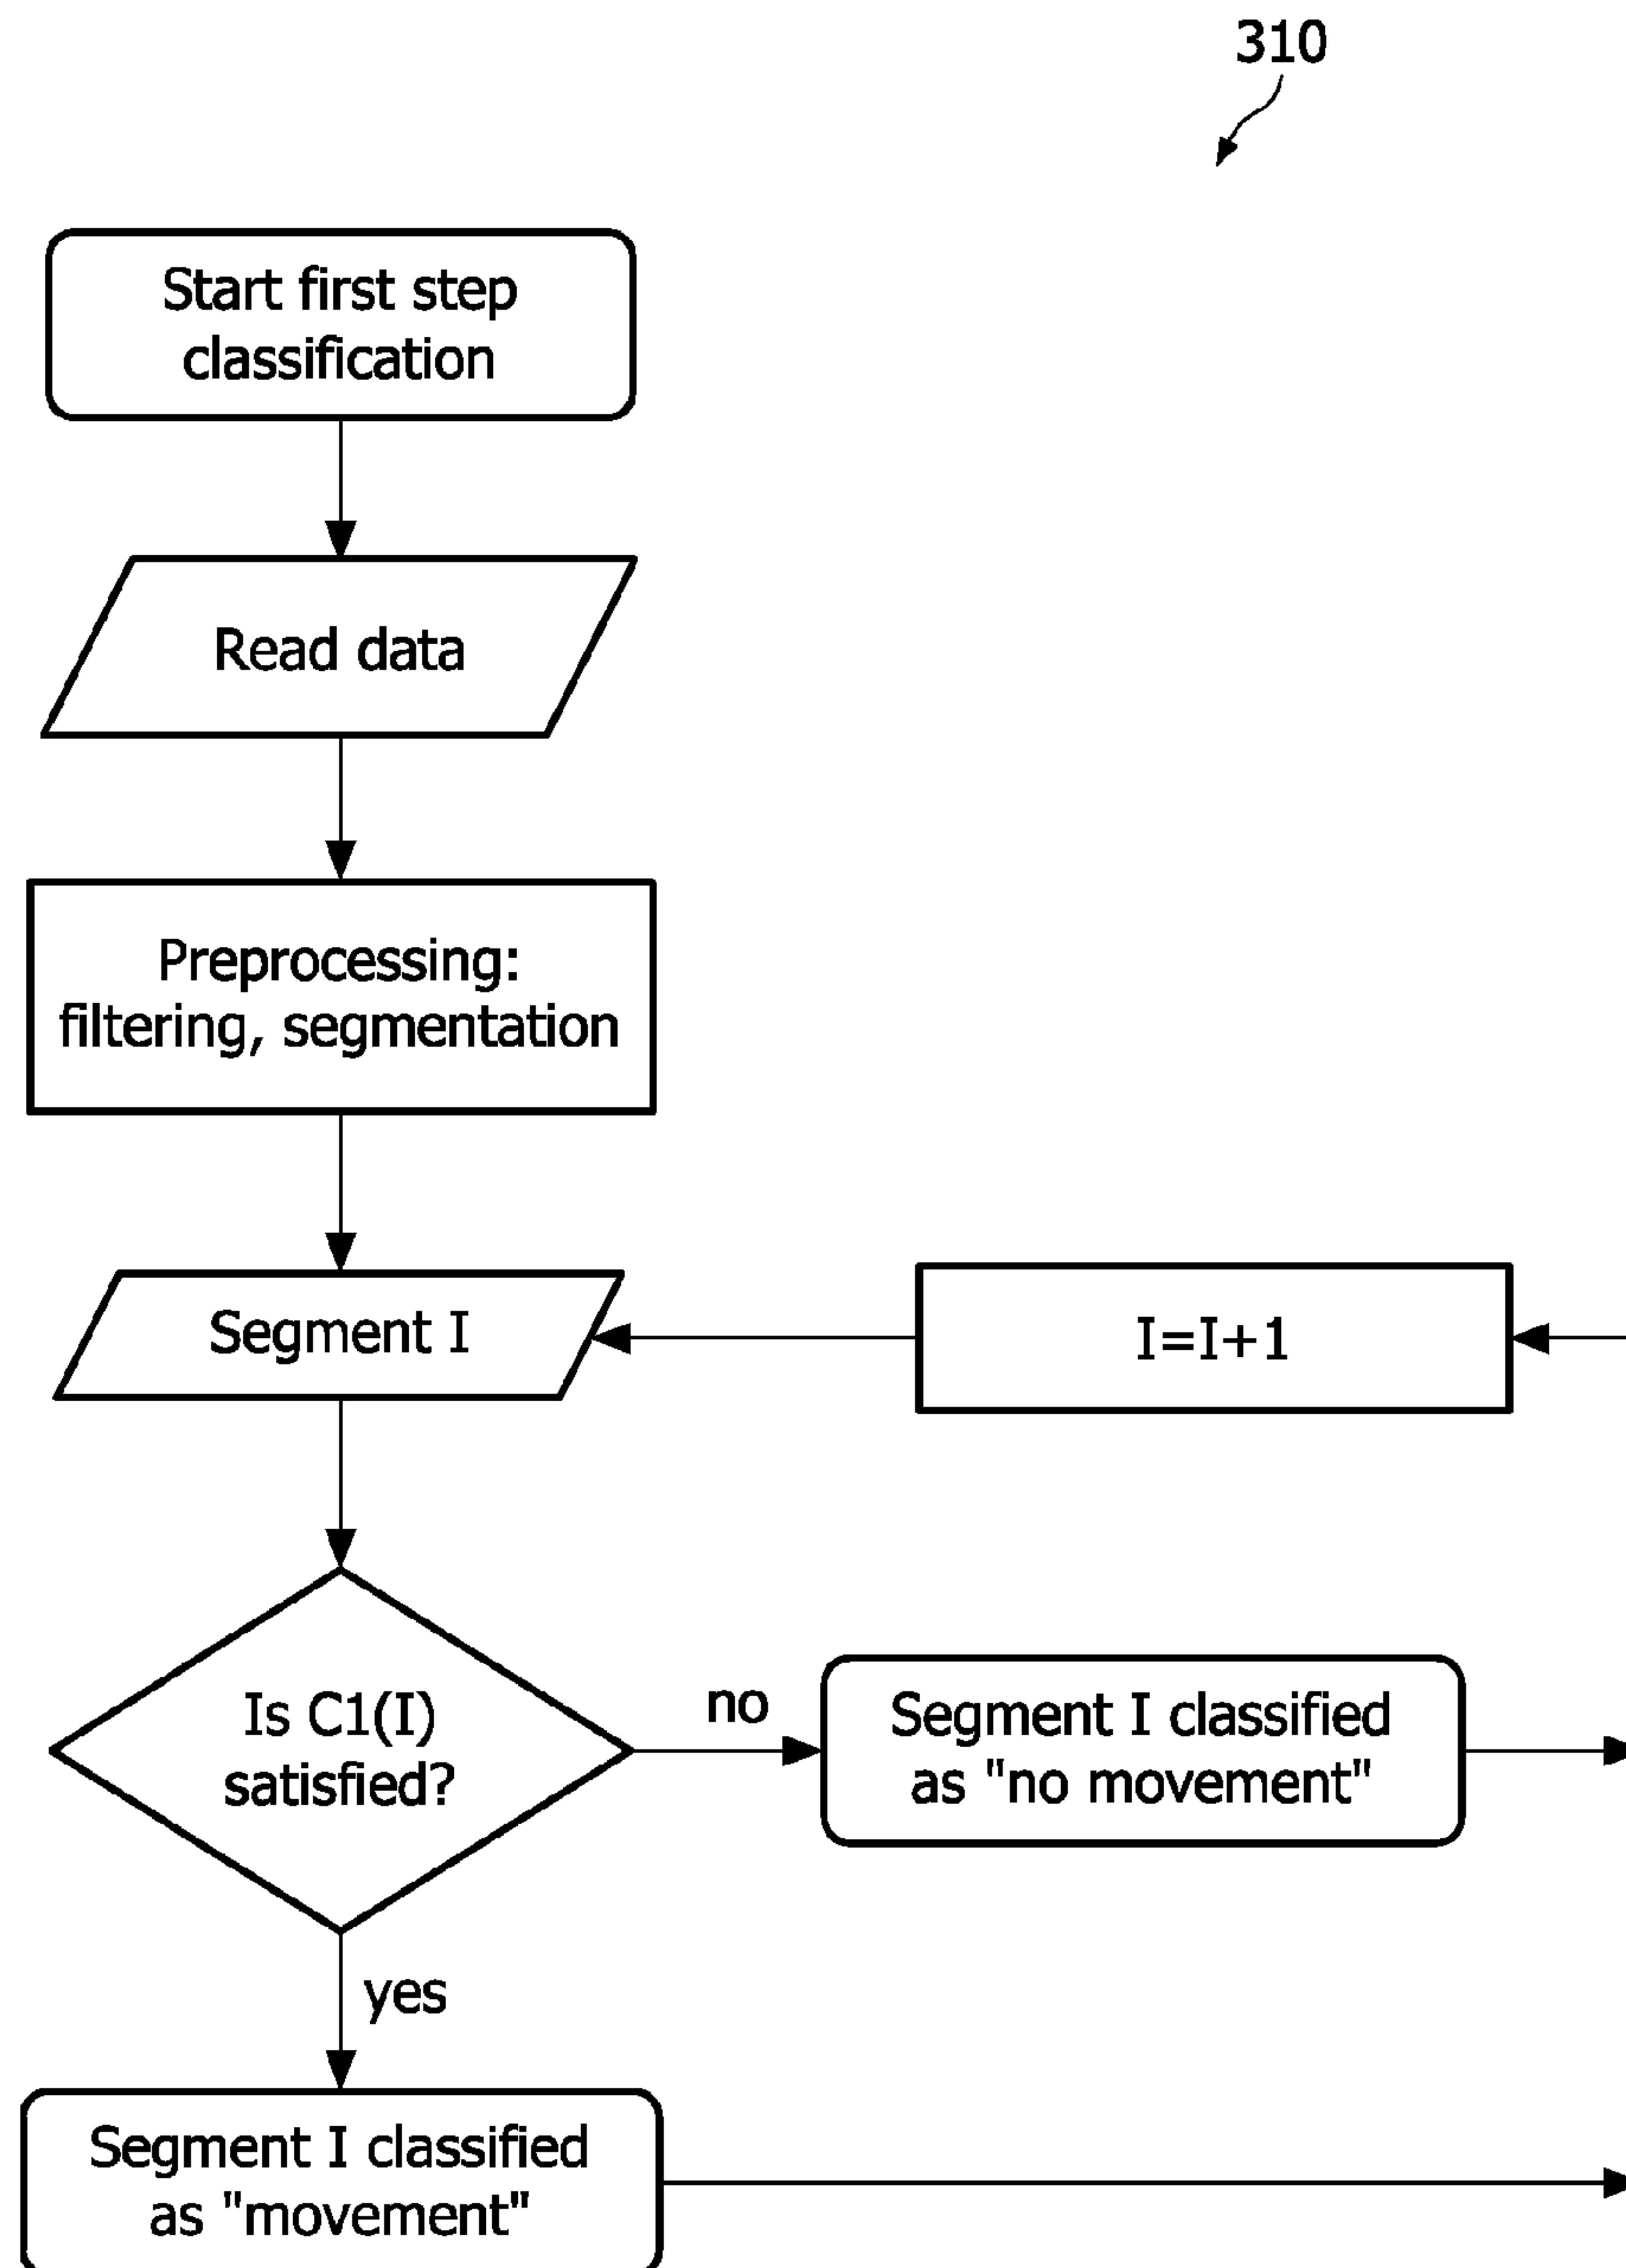 310
Start first step
classification
Read data
Preprocessing:
filtering, segmentation
Segment I
I=I+1
Is C1(I)
satisfied?
no
Segment I classified
as "no movement"
yes
Segment I classified
as "movement"